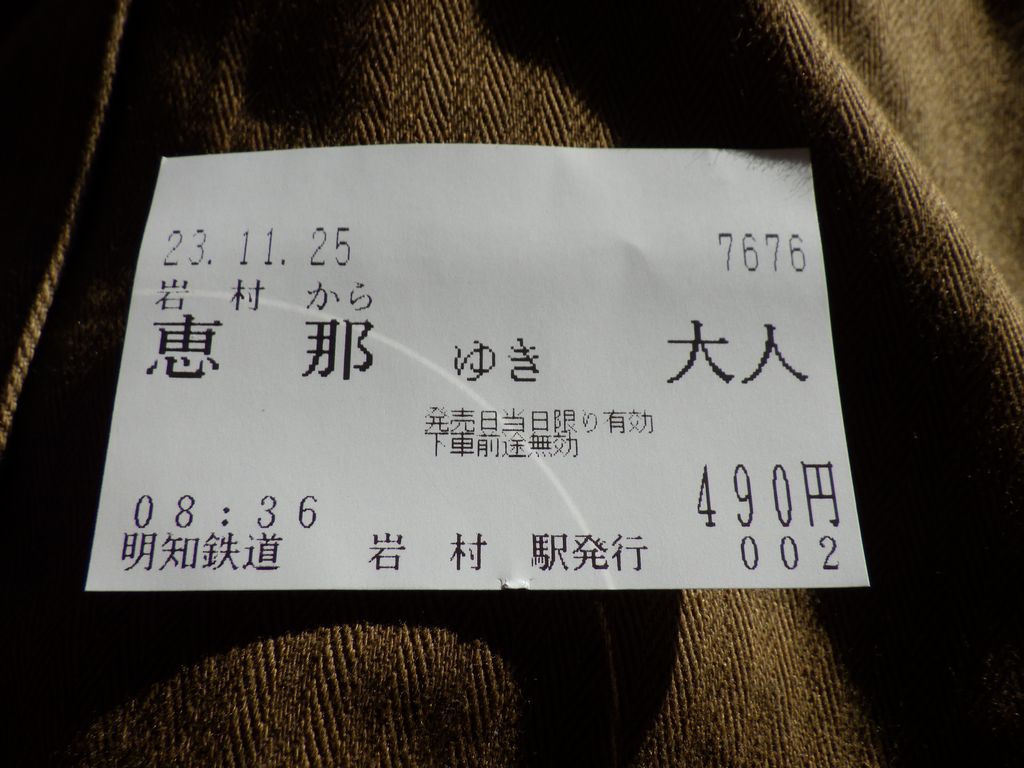 23.11.25 7676
岩村から
恵那ゆき 大人
発売日当日限り有効
下車前途無効
490円
08:36
明知鉄道 岩村駅発行 002